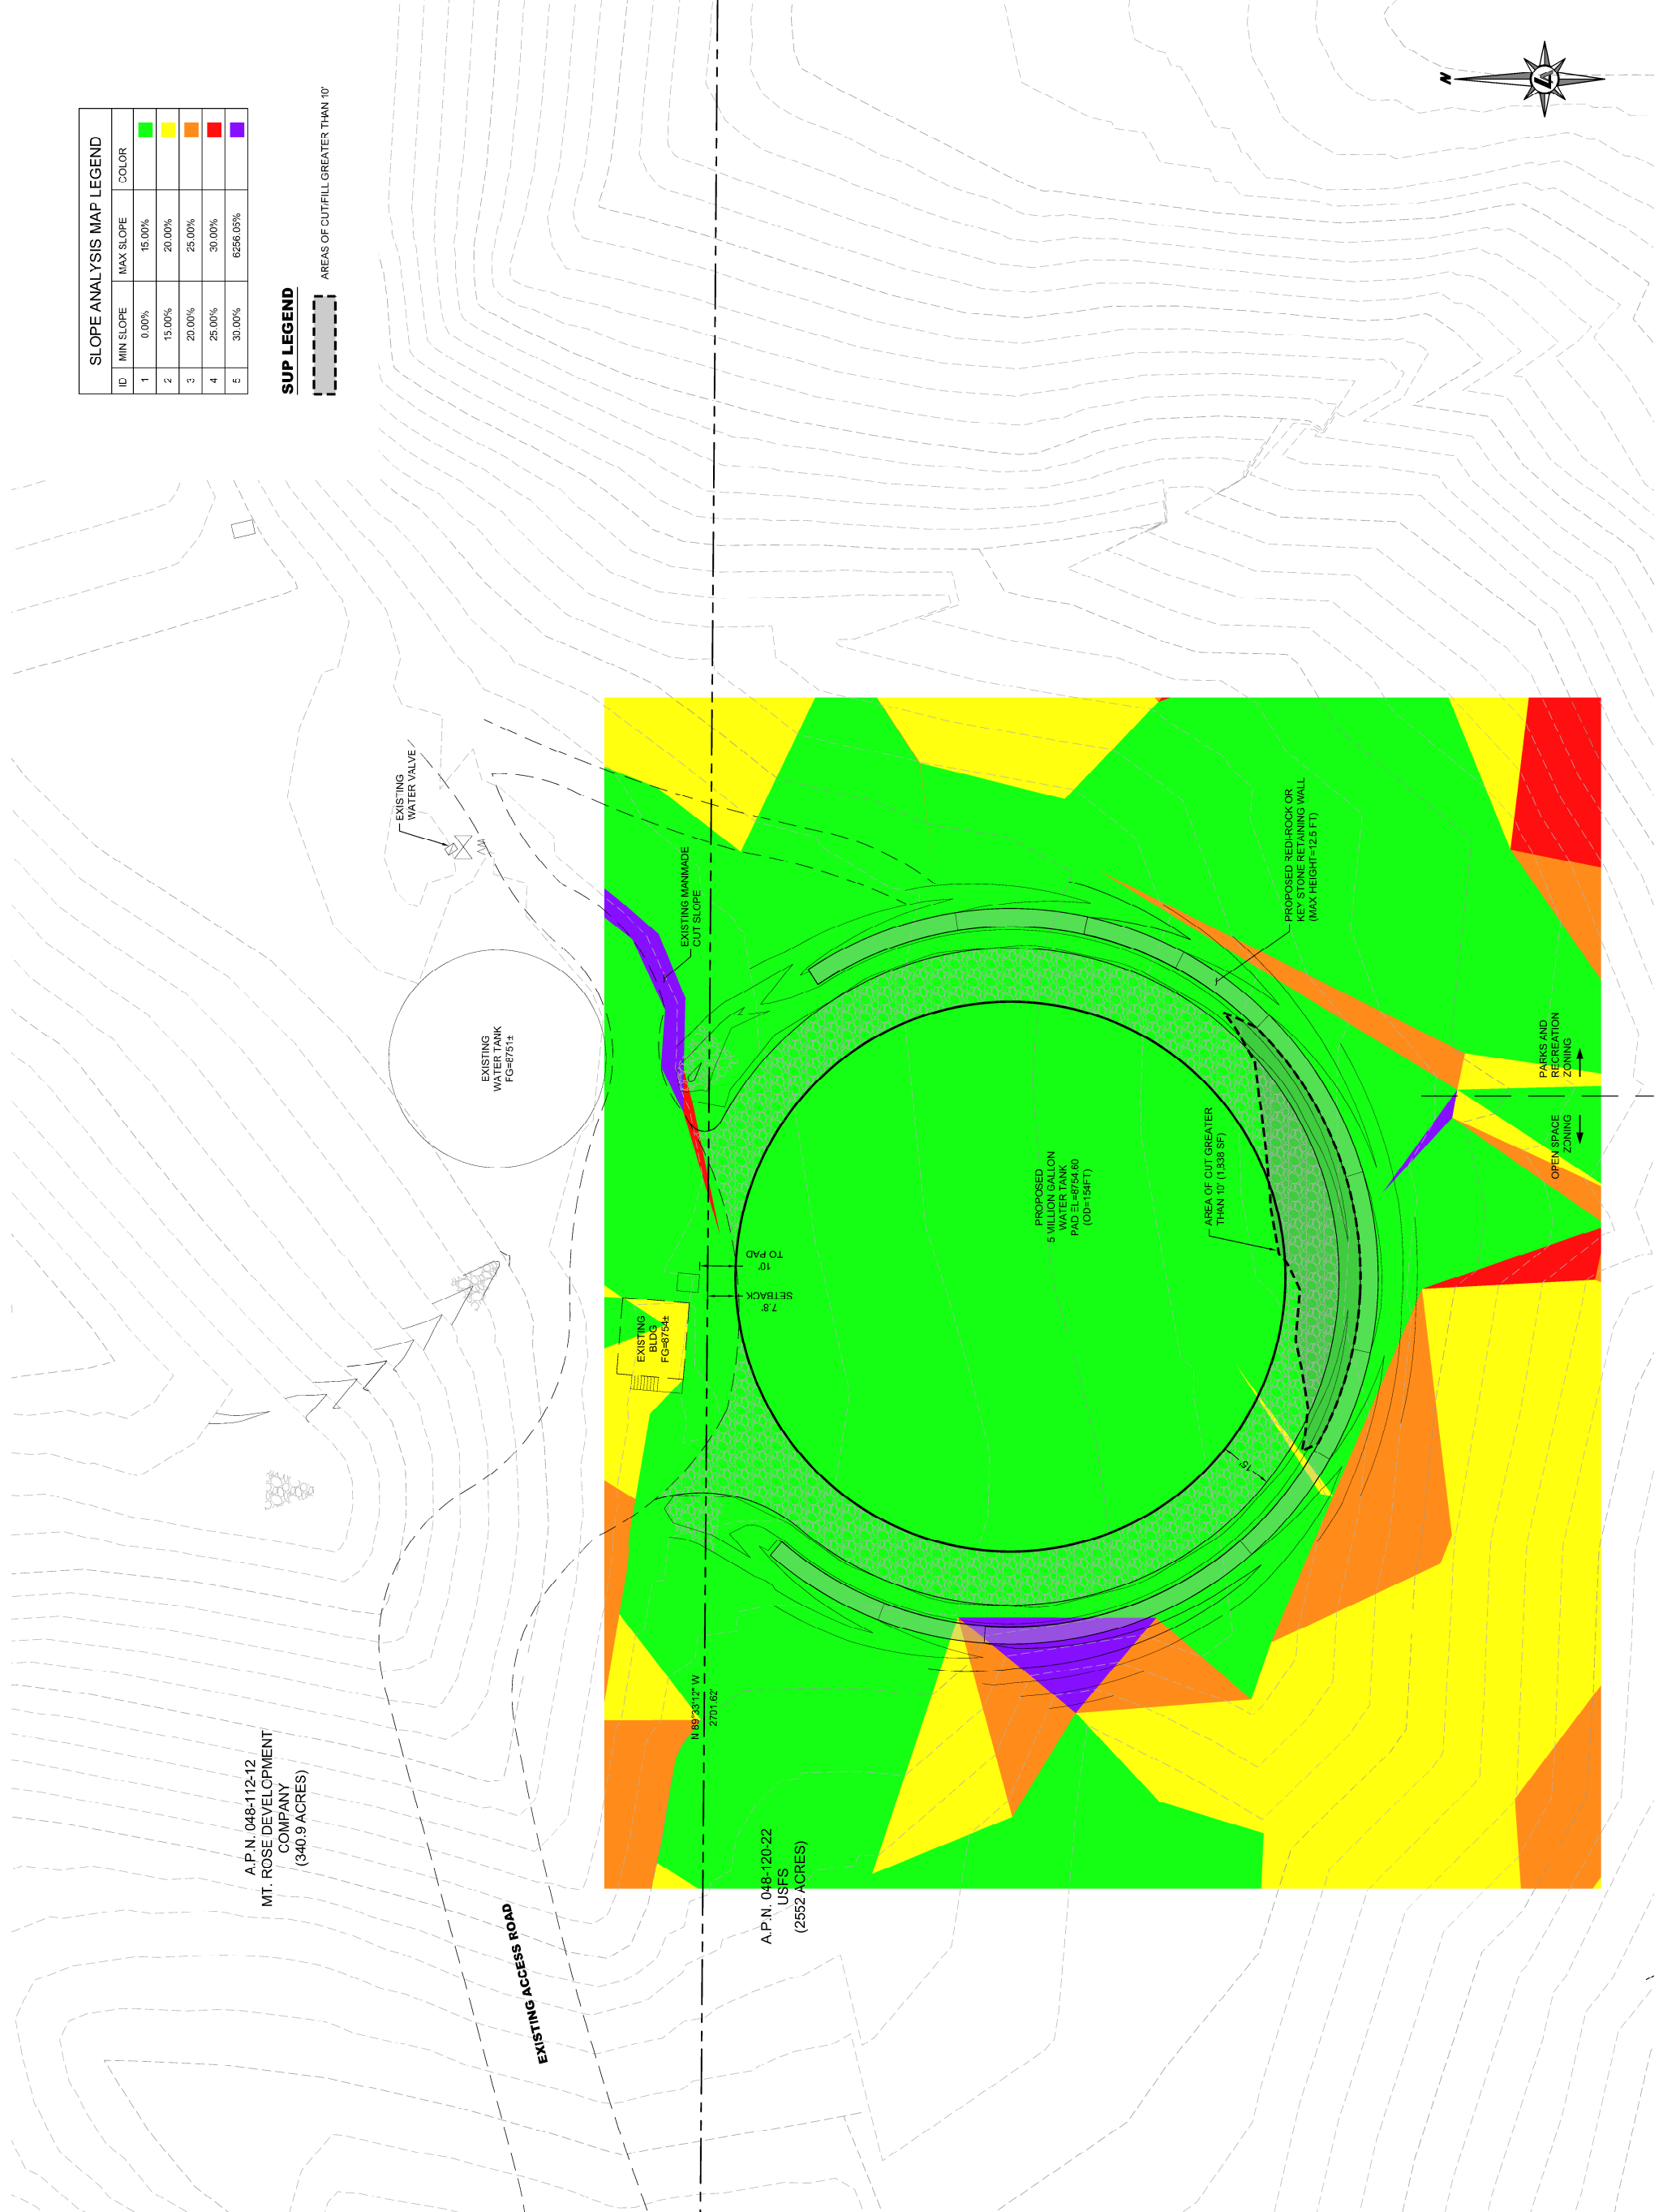 SLOPE ANALYSIS MAP LEGEND
ID MIN SLOPE MAX SLOPE COLOR
1 0.00% 15.00%
2 15.00% 20.00%
3 20.00% 25.00%
4 25.00% 30.00%
5 30.00% 6256.05%
SUP LEGEND
AREAS OF CUT/FILL GREATER THAN 10'
N
EXISTING
WATER VALVE
EXISTING
WATER TANK
FG=8751±
EXISTING MANMADE
CUT SLOPE
PROPOSED REDI-ROCK OR
KEY STONE RETAINING WALL
(MAX HEIGHT=12.5 FT)
PARKS AND
RECREATION
ZONING
OPEN SPACE
ZONING
AREA OF CUT GREATER
THAN 10' (1,838 SF)
PROPOSED
5 MILLION GALLON
WATER TANK
PAD EL=8754.60
(OD=154FT)
10'
TO PAD
7.8'
SETBACK
EXISTING
BLDG
FG=8754±
15'
N 89°33'12" W
2701.62'
A.P.N. 048-112-12
MT. ROSE DEVELOPMENT
COMPANY
(340.9 ACRES)
A.P.N. 048-120-22
USFS
(2552 ACRES)
EXISTING ACCESS ROAD